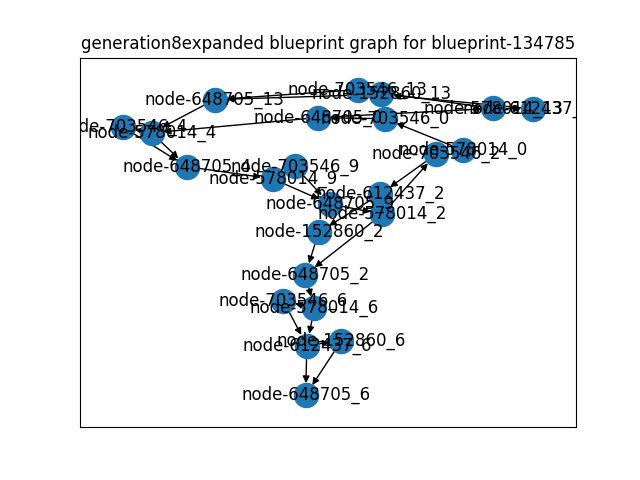 generation8expanded blueprint graph for blueprint-134785
node-703546_13
node-152860_13
node-648705_13
node-578014_13
node-612437_
node-648705_0
node-703546_0
de-703546_4
node-578014_4
node-578014_0
node-703546_2
node-648705_4
node-703546_9
node-578014_9
node-612437_2
node-648705_9
node-578014_2
node-152860_2
node-648705_2
node-703546_6
node-578014_6
node-152860_6
node-612437_6
node-648705_6